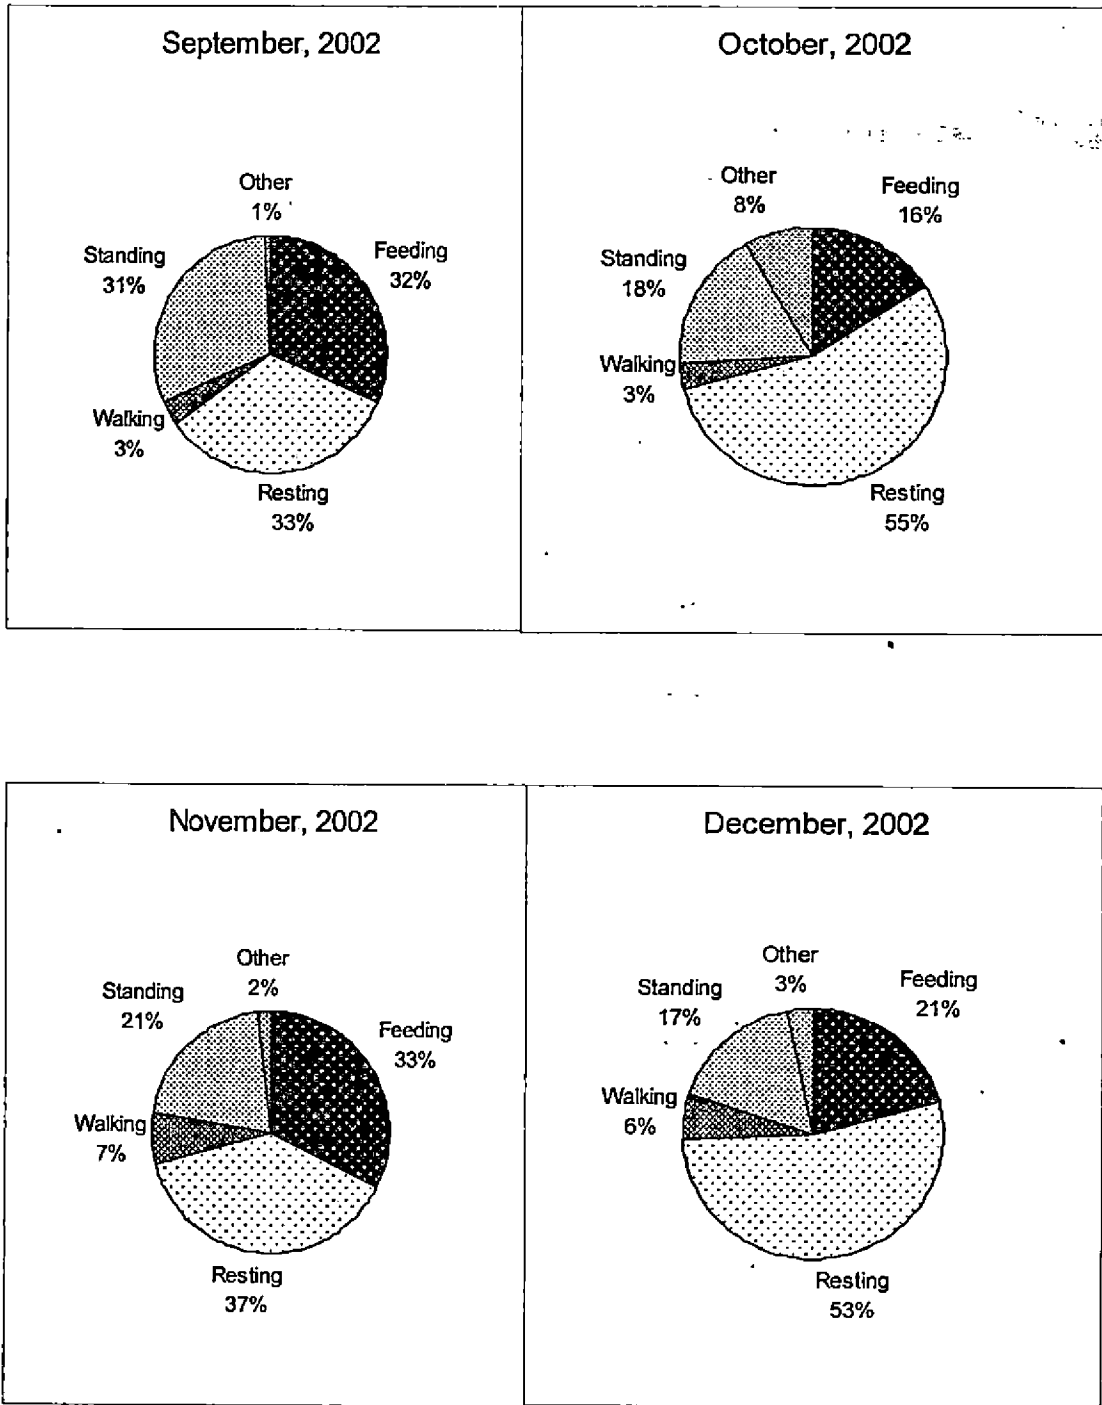 September, 2002
Other
1%
Feeding
32%
Standing
31%
Walking
3%
Resting
33%
October, 2002
Other
8%
Feeding
16%
Standing
18%
Walking
3%
Resting
55%
November, 2002
Other
2%
Standing
21%
Feeding
33%
Walking
7%
Resting
37%
December, 2002
Other
3%
Feeding
21%
Standing
17%
Walking
6%
Resting
53%